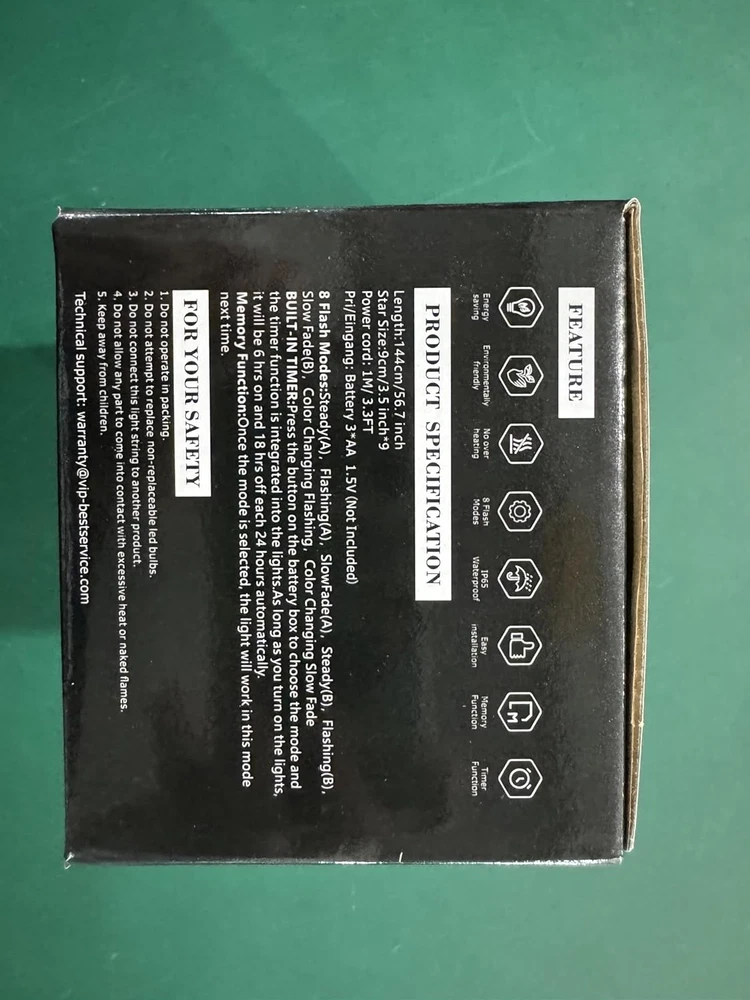 FEATURE
Energy saving
Environmentally friendly
No over heating
8 Flash Modes
IP65 Waterproof
Easy installation
Memory Function
Timer Function
PRODUCT SPECIFICATION
Length:144cm/56.7 inch
Star Size:9cm/3.5 inch*9
Power cord: 1M/ 3.3FT
Pri/Eingang: Battery 3*AA 1.5V (Not Included)
8 Flash Modes:Steady(A), Flashing(A), SlowFade(A), Steady(B), Flashing(B),
Slow Fade(B), Color Changing Flashing, Color Changing Slow Fade
BUILT-IN TIMER:Press the button on the battery box to choose the mode and
the timer function is integrated into the lights.As long as you turn on the lights,
it will be 6 hrs on and 18 hrs off each 24 hours automatically.
Memory Function:Once the mode is selected, the light will work in this mode
next time.
FOR YOUR SAFETY
1. Do not operate in packing.
2. Do not attempt to replace non-replaceable led bulbs.
3. Do not connect this light string to another product.
4. Do not allow any part to come into contact with excessive heat or naked flames.
5. Keep away from children.
Technical support: warranty@vip-bestservice.com